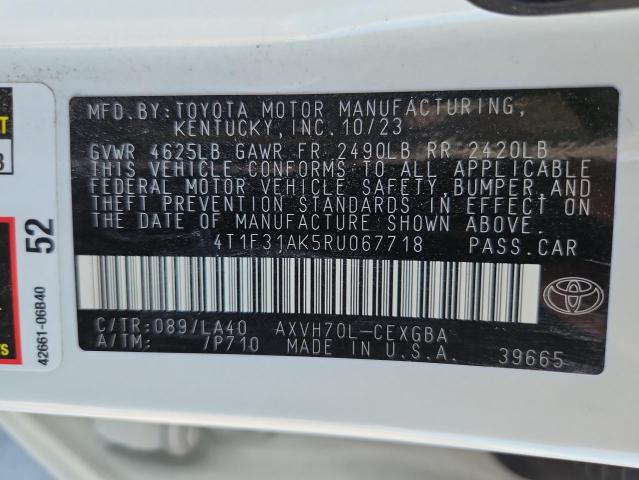 MFD.BY:TOYOTA MOTOR MANUFACTURING,
KENTUCKY,INC.10/23
GVWR 4625LB GAWR FR 2490LB RR 2420LB
THIS VEHICLE CONFORMS TO ALL APPLICABLE
FEDERAL MOTOR VEHICLE SAFETY,BUMPER,AND
THEFT PREVENTION STANDARDS IN EFFECT ON
THE DATE OF MANUFACTURE SHOWN ABOVE.
4T1F31AK5RU067718 PASS.CAR
C/TR:089/LA40 AXVH70L-CEXGBA
A/TM: /P710 MADE IN U.S.A. 39665
52
42661-06B40